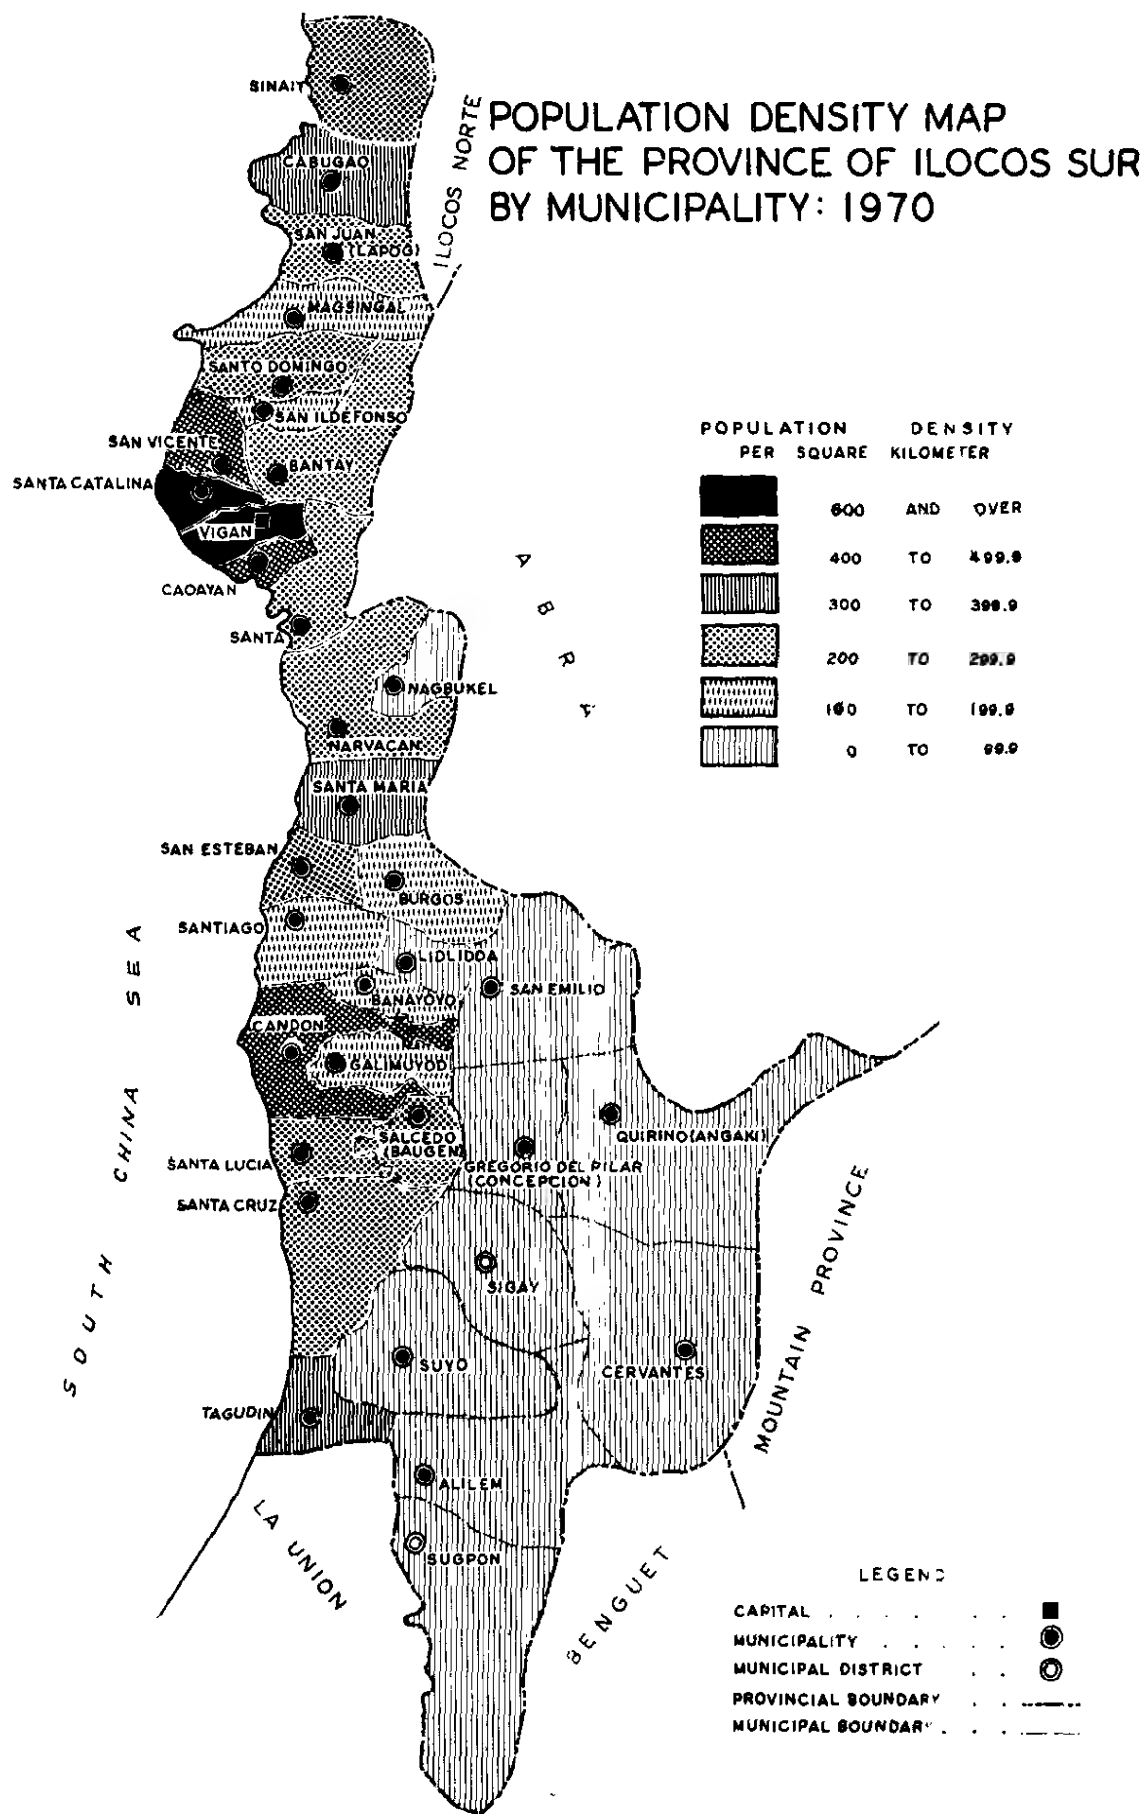 POPULATION DENSITY MAP
OF THE PROVINCE OF ILOCOS SUR
BY MUNICIPALITY: 1970
ILOCOS NORTE
SINAIT
CABUGAO
SAN JUAN
(LAPOG)
MAGSINGAL
SANTO DOMINGO
SAN ILDEFONSO
SAN VICENTE
BANTAY
SANTA CATALINA
VIGAN
CAOAYAN
SANTA
ABRA
NAGBUKEL
NARVACAN
SANTA MARIA
SAN ESTEBAN
BURGOS
SANTIAGO
LIDLIDDA
BANAYOYO
SAN EMILIO
CANDON
GALIMUYOD
SALCEDO
(BAUGEN)
QUIRINO (ANGAKI)
SANTA LUCIA
GREGORIO DEL PILAR
(CONCEPCION)
SANTA CRUZ
SIGAY
SUYO
CERVANTES
TAGUDIN
ALILEM
SUGPON
SOUTH CHINA SEA
MOUNTAIN PROVINCE
LA UNION
BENGUET
POPULATION DENSITY
PER SQUARE KILOMETER
600 AND OVER
400 TO 499.9
300 TO 399.9
200 TO 299.9
100 TO 199.9
0 TO 99.9
LEGEND
CAPITAL . . . . .
MUNICIPALITY . . . . .
MUNICIPAL DISTRICT . .
PROVINCIAL BOUNDARY . .
MUNICIPAL BOUNDARY . . .